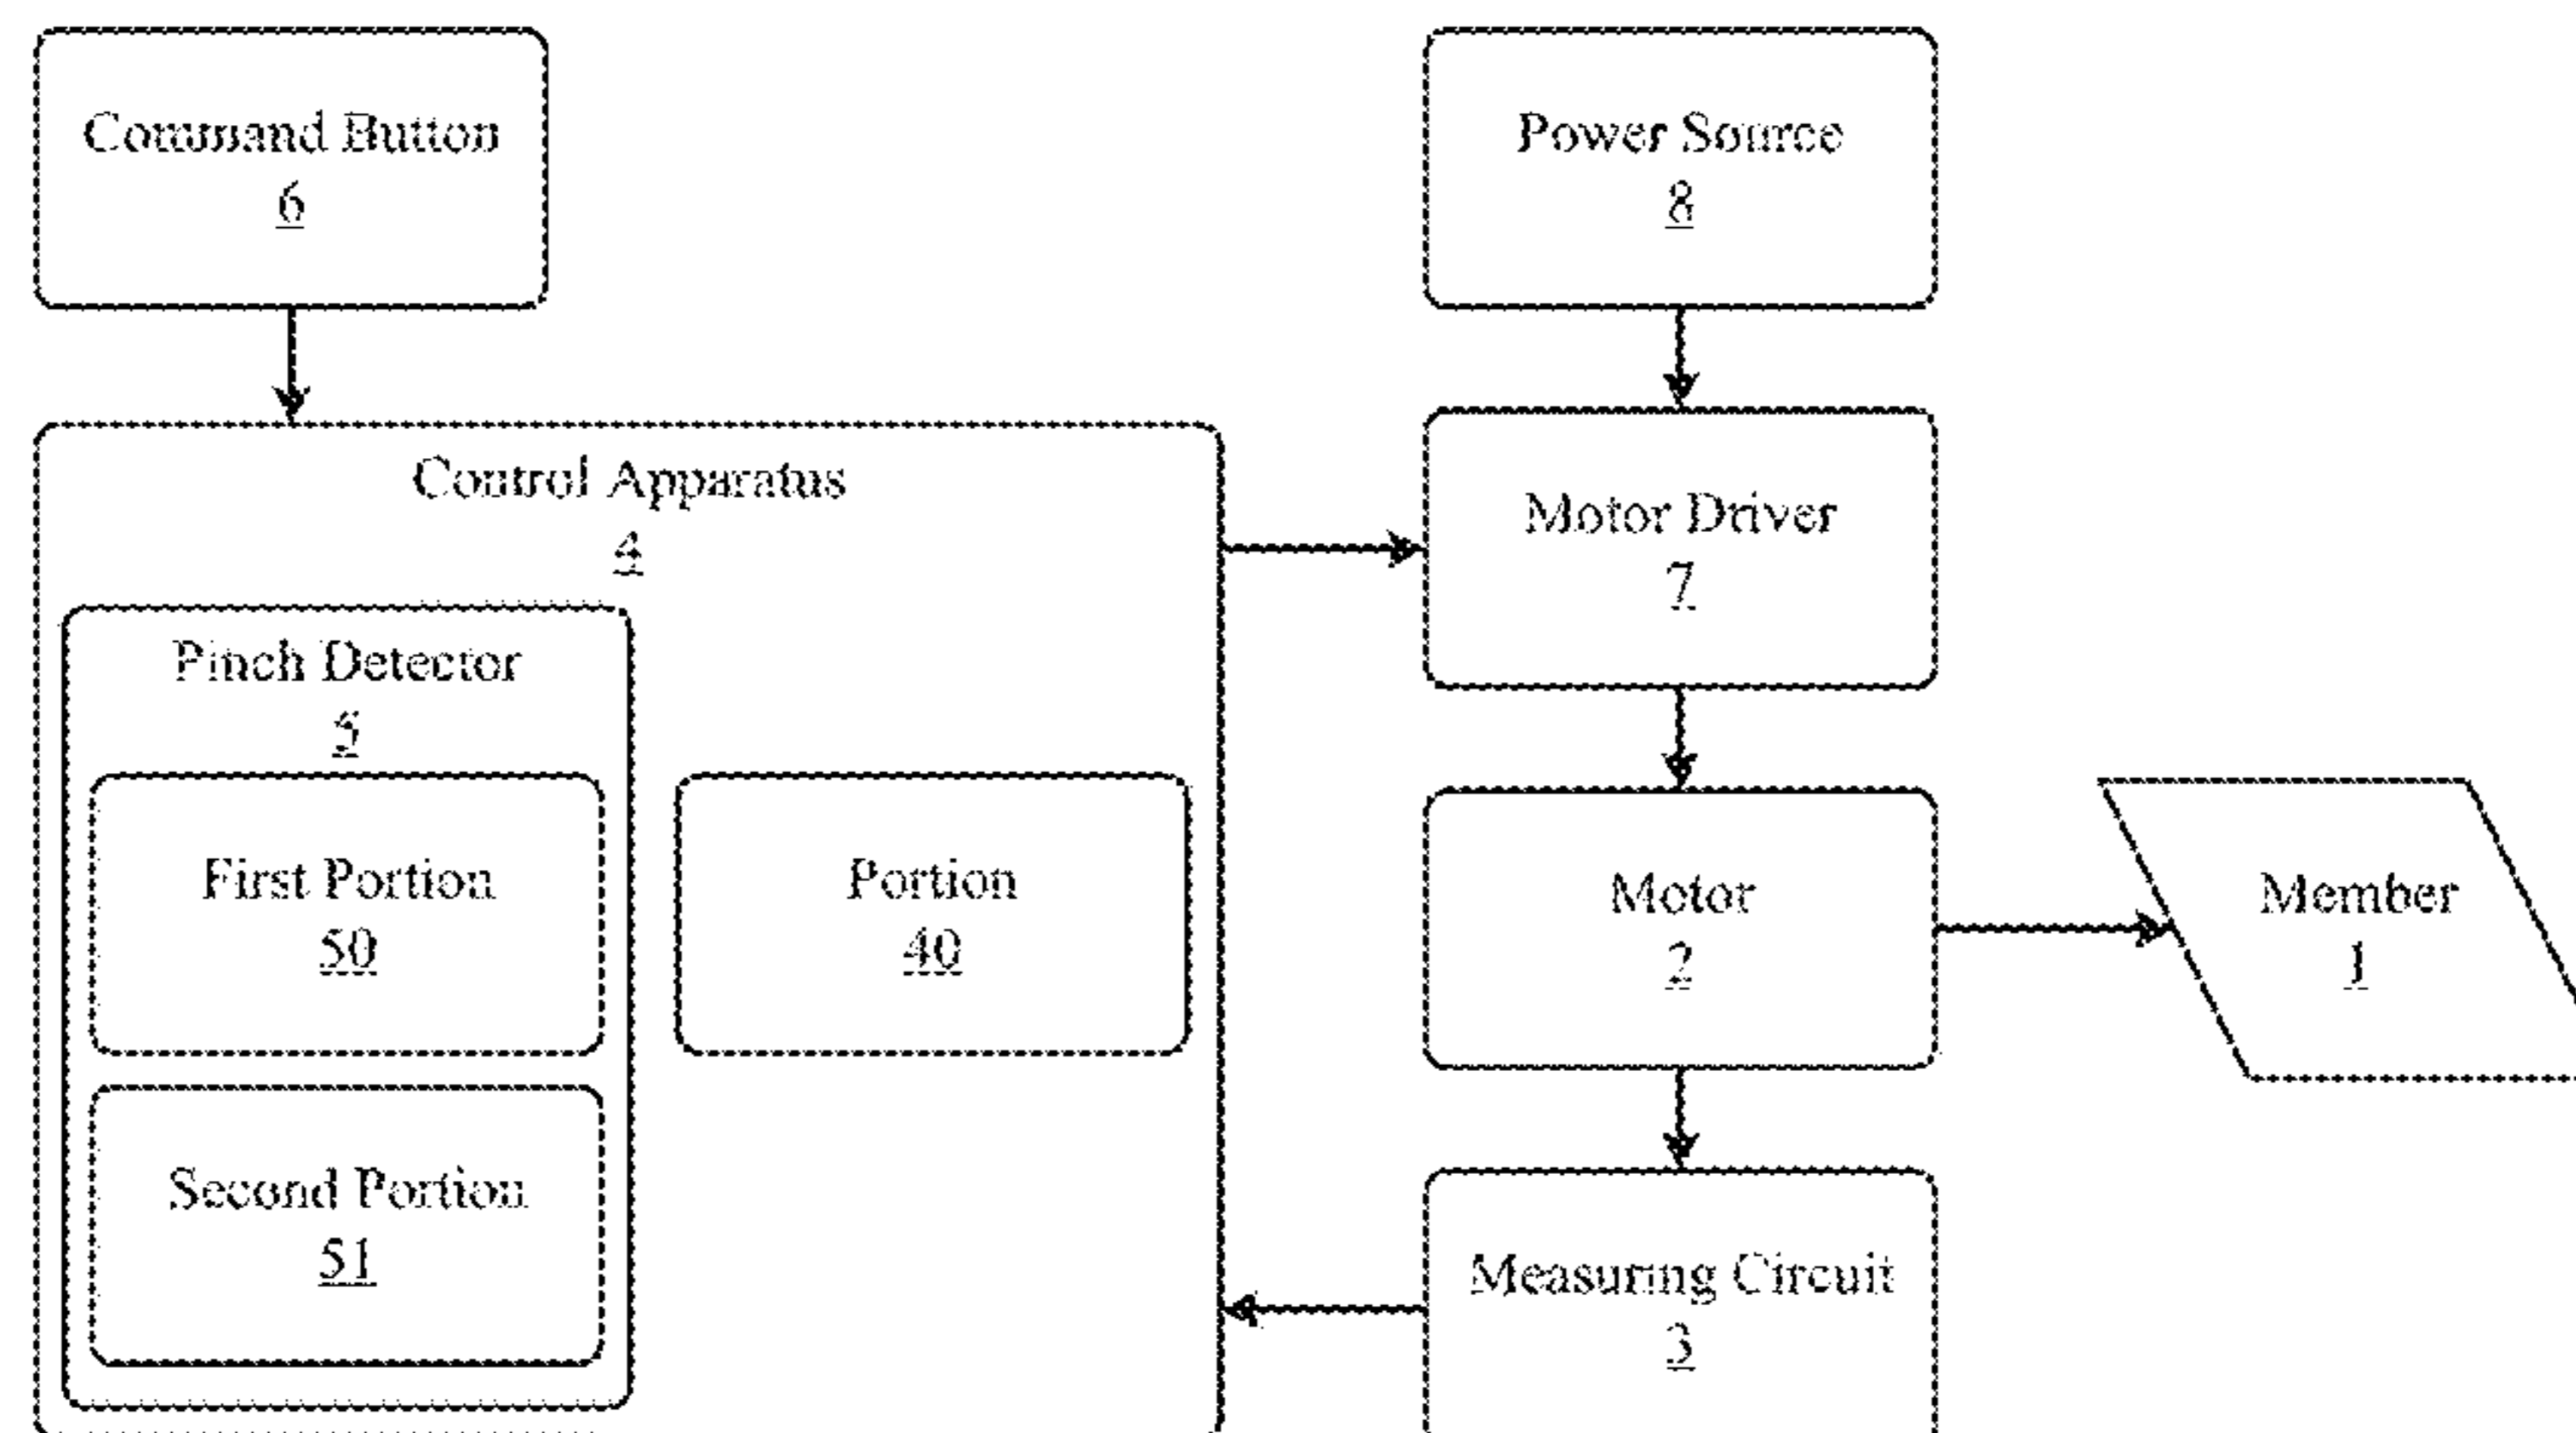 Command Button
6
Power Source
8
Control Apparatus
4
Motor Driver
7
Pinch Detector
5
First Portion
50
Portion
40
Motor
2
Member
1
Second Portion
51
Measuring Circuit
3